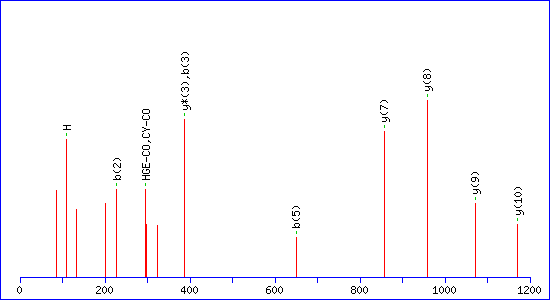 H
b(2)
HGE-CO,CY-CO
y*(3),b(3)
b(5)
y(7)
y(8)
y(9)
y(10)
0 200 400 600 800 1000 1200